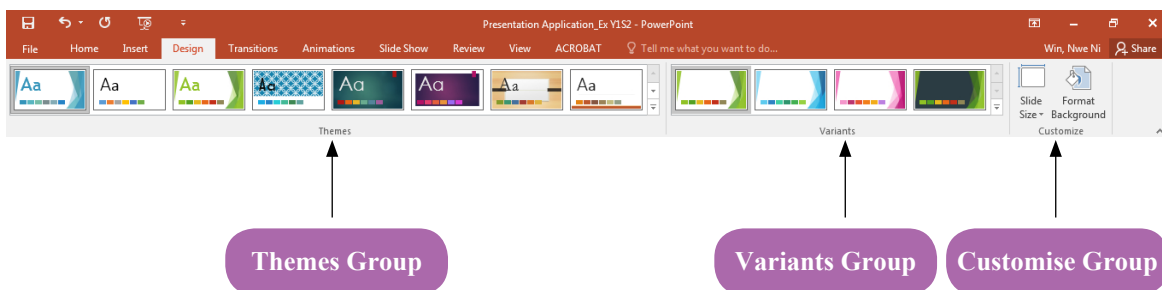 Presentation Application_Ex Y1S2 - PowerPoint
File Home Insert Design Transitions Animations Slide Show Review View ACROBAT Tell me what you want to do... Win, Nwe Ni Share
Aa Aa Aa Aa Aa Aa Aa Aa
Slide Size Format Background
Themes Variants Customize
Themes Group Variants Group Customise Group